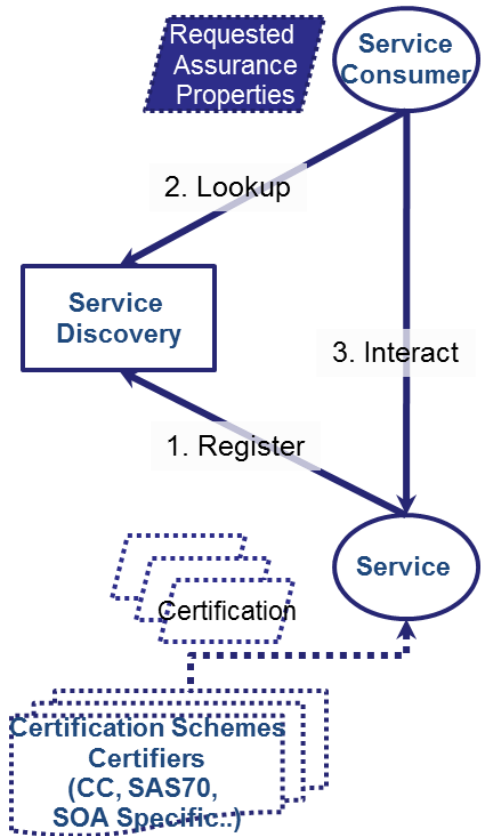 Requested
Assurance
Properties
Service
Consumer
2. Lookup
Service
Discovery
3. Interact
1. Register
Service
Certification
Certification Schemes
Certifiers
(CC, SAS70,
SOA Specific..)